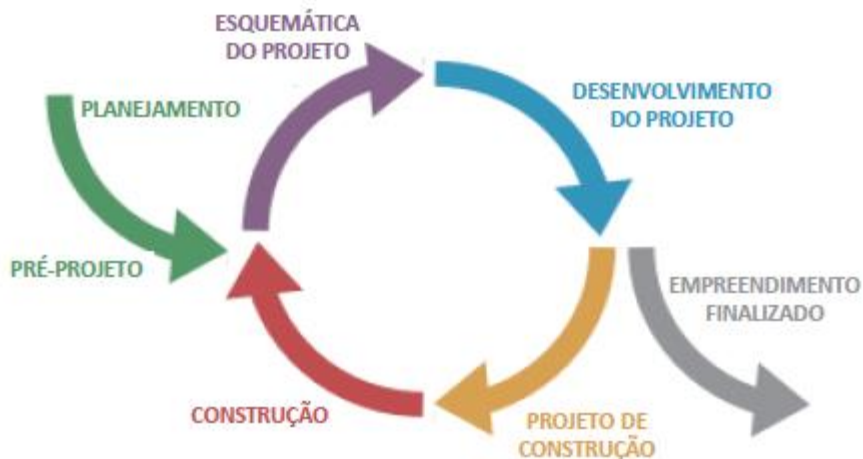 ESQUEMÁTICA
DO PROJETO
PLANEJAMENTO
DESENVOLVIMENTO
DO PROJETO
PRÉ-PROJETO
EMPREENDIMENTO
FINALIZADO
CONSTRUÇÃO
PROJETO DE
CONSTRUÇÃO